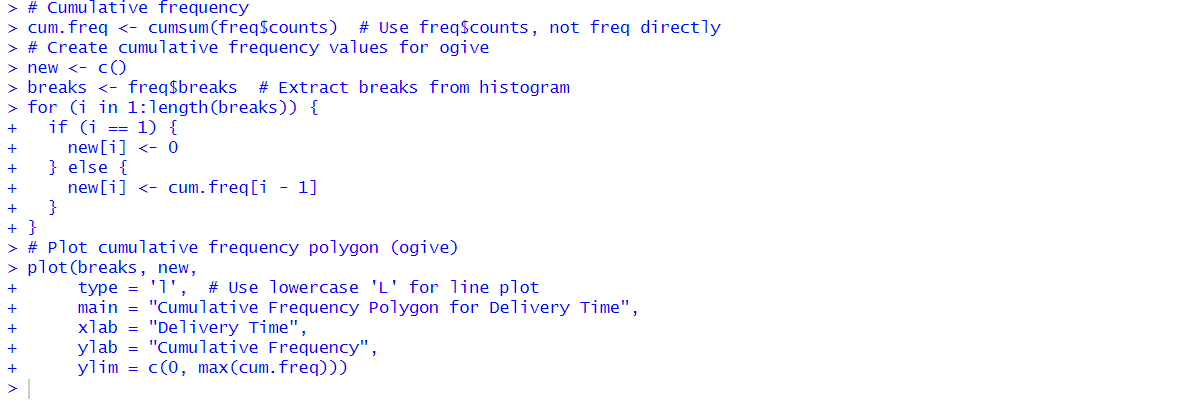 > # Cumulative frequency
> cum.freq <- cumsum(freq$counts)  # Use freq$counts, not freq directly
> # Create cumulative frequency values for ogive
> new <- c()
> breaks <- freq$breaks  # Extract breaks from histogram
> for (i in 1:length(breaks)) {
+   if (i == 1) {
+     new[i] <- 0
+   } else {
+     new[i] <- cum.freq[i - 1]
+   }
+ }
> # Plot cumulative frequency polygon (ogive)
> plot(breaks, new,
+      type = 'l',  # Use lowercase 'L' for line plot
+      main = "Cumulative Frequency Polygon for Delivery Time",
+      xlab = "Delivery Time",
+      ylab = "Cumulative Frequency",
+      ylim = c(0, max(cum.freq)))
>